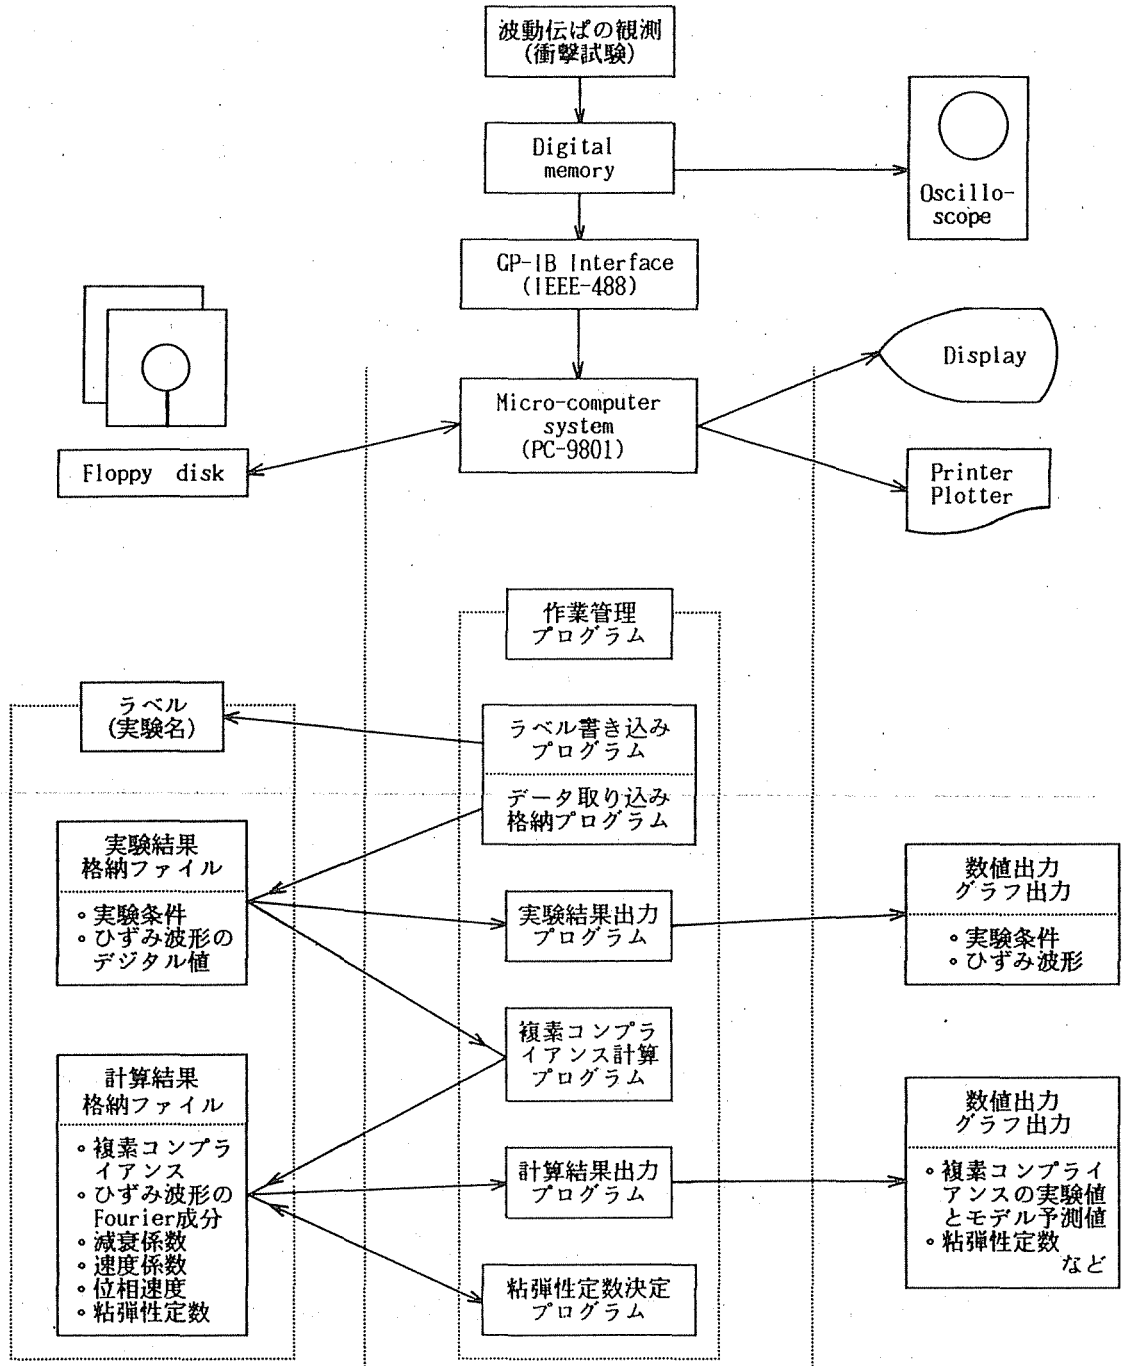 波動伝ぱの観測
(衝撃試験)
Digital
memory
Oscillo-
scope
GP-IB Interface
(IEEE-488)
Display
Micro-computer
system
(PC-9801)
Floppy disk
Printer
Plotter
作業管理
プログラム
ラベル
(実験名)
ラベル書き込み
プログラム
データ取り込み
格納プログラム
実験結果
格納ファイル
∘実験条件
∘ひずみ波形の
デジタル値
実験結果出力
プログラム
数値出力
グラフ出力
∘実験条件
∘ひずみ波形
複素コンプラ
イアンス計算
プログラム
計算結果
格納ファイル
∘複素コンプラ
イアンス
∘ひずみ波形の
Fourier成分
∘減衰係数
∘速度係数
∘位相速度
∘粘弾性定数
計算結果出力
プログラム
数値出力
グラフ出力
∘複素コンプライ
アンスの実験値
とモデル予測値
∘粘弾性定数
など
粘弾性定数決定
プログラム